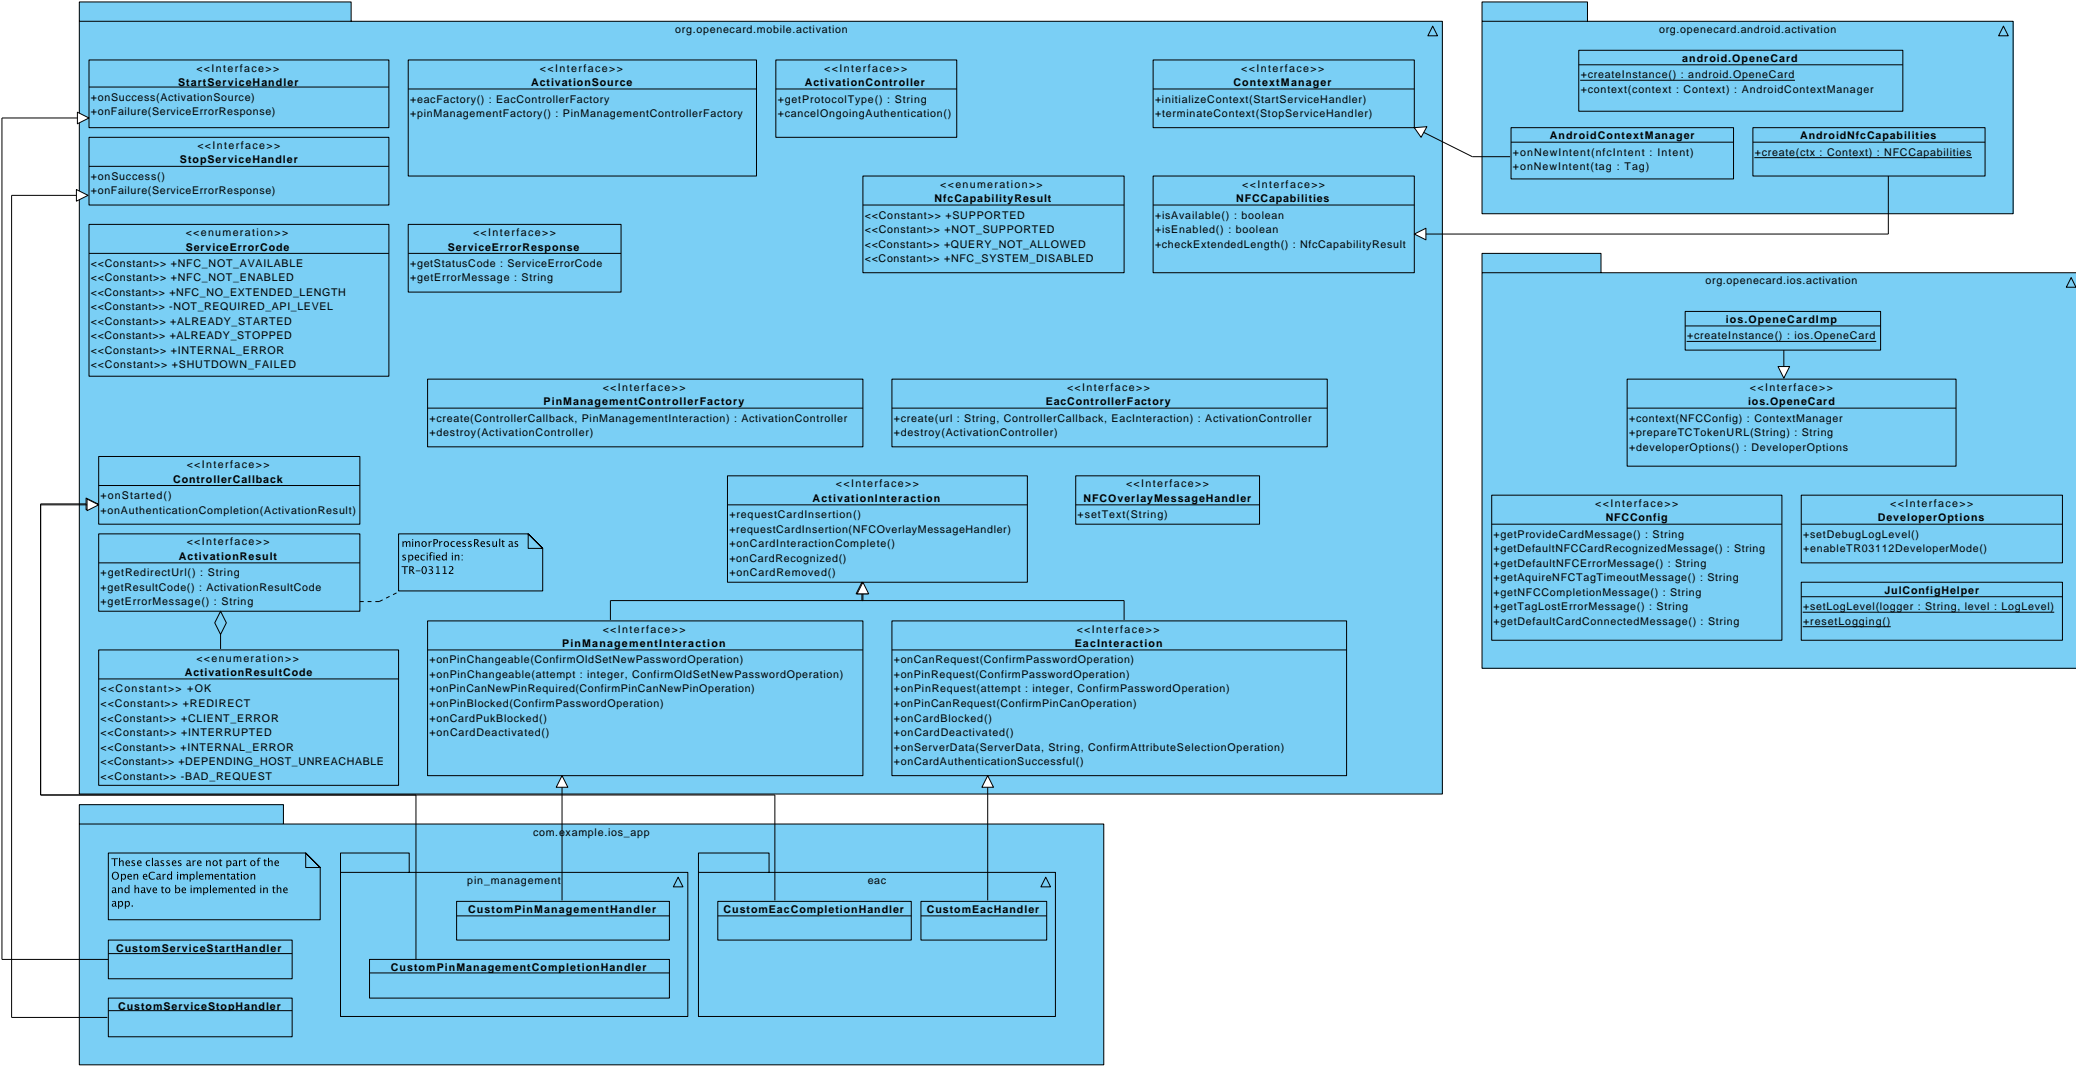 org.openecard.mobile.activation
<<Interface>>
StartServiceHandler
+onSuccess(ActivationSource)
+onFailure(ServiceErrorResponse)
<<Interface>>
ActivationSource
+eacFactory() : EacControllerFactory
+pinManagementFactory() : PinManagementControllerFactory
<<Interface>>
ActivationController
+getProtocolType() : String
+cancelOngoingAuthentication()
<<Interface>>
ContextManager
+initializeContext(StartServiceHandler)
+terminateContext(StopServiceHandler)
<<Interface>>
StopServiceHandler
+onSuccess()
+onFailure(ServiceErrorResponse)
<<enumeration>>
NfcCapabilityResult
<<Constant>> +SUPPORTED
<<Constant>> +NOT_SUPPORTED
<<Constant>> +QUERY_NOT_ALLOWED
<<Constant>> +NFC_SYSTEM_DISABLED
<<Interface>>
NFCCapabilities
+isAvailable() : boolean
+isEnabled() : boolean
+checkExtendedLength() : NfcCapabilityResult
<<enumeration>>
ServiceErrorCode
<<Constant>> +NFC_NOT_AVAILABLE
<<Constant>> +NFC_NOT_ENABLED
<<Constant>> +NFC_NO_EXTENDED_LENGTH
<<Constant>> -NOT_REQUIRED_API_LEVEL
<<Constant>> +ALREADY_STARTED
<<Constant>> +ALREADY_STOPPED
<<Constant>> +INTERNAL_ERROR
<<Constant>> +SHUTDOWN_FAILED
<<Interface>>
ServiceErrorResponse
+getStatusCode : ServiceErrorCode
+getErrorMessage : String
<<Interface>>
PinManagementControllerFactory
+create(ControllerCallback, PinManagementInteraction) : ActivationController
+destroy(ActivationController)
<<Interface>>
EacControllerFactory
+create(url : String, ControllerCallback, EacInteraction) : ActivationController
+destroy(ActivationController)
<<Interface>>
ControllerCallback
+onStarted()
+onAuthenticationCompletion(ActivationResult)
<<Interface>>
ActivationInteraction
+requestCardInsertion()
+requestCardInsertion(NFCOverlayMessageHandler)
+onCardInteractionComplete()
+onCardRecognized()
+onCardRemoved()
<<Interface>>
NFCOverlayMessageHandler
+setText(String)
<<Interface>>
ActivationResult
+getRedirectUrl() : String
+getResultCode() : ActivationResultCode
+getErrorMessage() : String
minorProcessResult as
specified in:
TR-03112
<<enumeration>>
ActivationResultCode
<<Constant>> +OK
<<Constant>> +REDIRECT
<<Constant>> +CLIENT_ERROR
<<Constant>> +INTERRUPTED
<<Constant>> +INTERNAL_ERROR
<<Constant>> +DEPENDING_HOST_UNREACHABLE
<<Constant>> -BAD_REQUEST
<<Interface>>
PinManagementInteraction
+onPinChangeable(ConfirmOldSetNewPasswordOperation)
+onPinChangeable(attempt : integer, ConfirmOldSetNewPasswordOperation)
+onPinCanNewPinRequired(ConfirmPinCanNewPinOperation)
+onPinBlocked(ConfirmPasswordOperation)
+onCardPukBlocked()
+onCardDeactivated()
<<Interface>>
EacInteraction
+onCanRequest(ConfirmPasswordOperation)
+onPinRequest(ConfirmPasswordOperation)
+onPinRequest(attempt : integer, ConfirmPasswordOperation)
+onPinCanRequest(ConfirmPinCanOperation)
+onCardBlocked()
+onCardDeactivated()
+onServerData(ServerData, String, ConfirmAttributeSelectionOperation)
+onCardAuthenticationSuccessful()
org.openecard.android.activation
android.OpeneCard
+createInstance() : android.OpeneCard
+context(context : Context) : AndroidContextManager
AndroidContextManager
+onNewIntent(nfcIntent : Intent)
+onNewIntent(tag : Tag)
AndroidNfcCapabilities
+create(ctx : Context) : NFCCapabilities
org.openecard.ios.activation
ios.OpeneCardImp
+createInstance() : ios.OpeneCard
<<Interface>>
ios.OpeneCard
+context(NFCConfig) : ContextManager
+prepareTCTokenURL(String) : String
+developerOptions() : DeveloperOptions
<<Interface>>
NFCConfig
+getProvideCardMessage() : String
+getDefaultNFCCardRecognizedMessage() : String
+getDefaultNFCErrorMessage() : String
+getAquireNFCTagTimeoutMessage() : String
+getNFCCompletionMessage() : String
+getTagLostErrorMessage() : String
+getDefaultCardConnectedMessage() : String
<<Interface>>
DeveloperOptions
+setDebugLogLevel()
+enableTR03112DeveloperMode()
<<Interface>>
JulConfigHelper
+setLogLevel(logger : String, level : LogLevel)
+resetLogging()
com.example.ios_app
These classes are not part of the
Open eCard implementation
and have to be implemented in the
app.
CustomServiceStartHandler
CustomServiceStopHandler
pin_management
CustomPinManagementHandler
CustomPinManagementCompletionHandler
eac
CustomEacCompletionHandler
CustomEacHandler